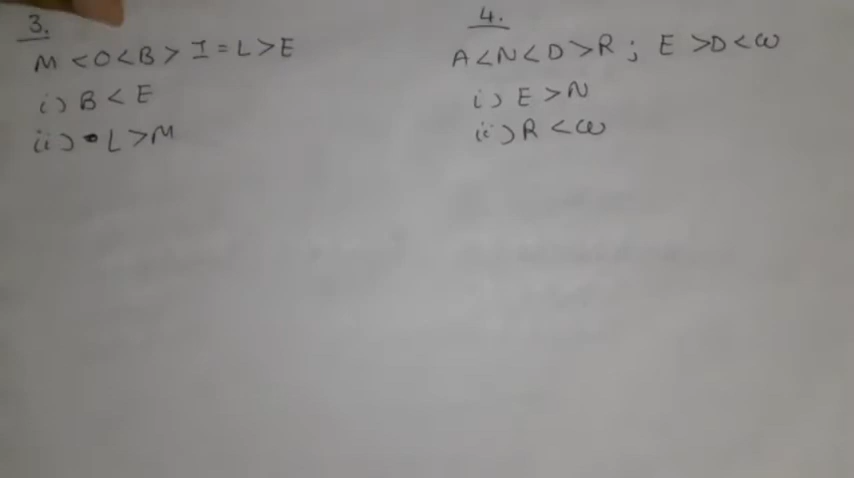 3.
M < O < B > I = L > E
i) B < E
ii) L > M
4.
A < N < D > R ; E > D < W
i) E > N
ii) R < W